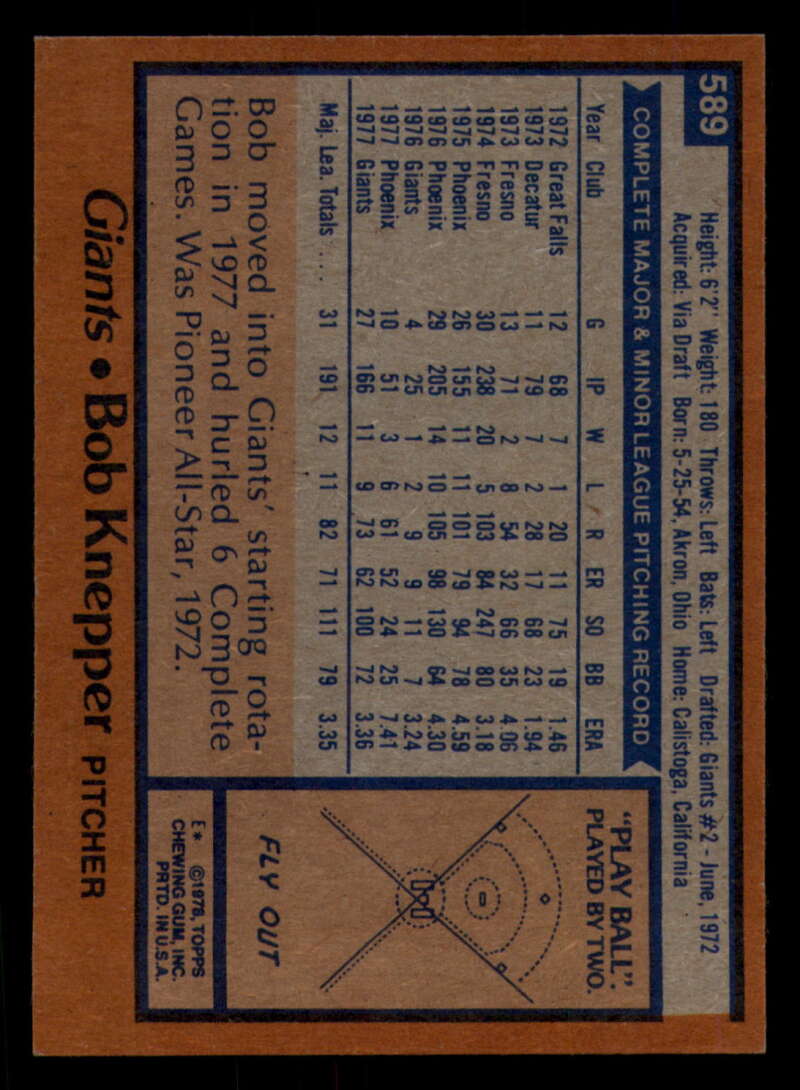 589
Height: 6'2" Weight: 180 Throws: Left Bats: Left Drafted: Giants #2 - June, 1972
Acquired: Via Draft Born: 5-25-54, Akron, Ohio Home: Calistoga, California
COMPLETE MAJOR & MINOR LEAGUE PITCHING RECORD
Year Club G IP W L R ER SO BB ERA
1972 Great Falls 12 68 7 1 20 11 75 19 1.46
1973 Decatur 11 79 7 2 28 17 68 23 1.94
1973 Fresno 13 71 2 8 54 32 66 35 4.06
1974 Fresno 30 238 20 5 103 84 247 80 3.18
1975 Phoenix 26 155 11 11 101 79 94 78 4.59
1976 Phoenix 29 205 14 10 105 98 130 64 4.30
1976 Giants 4 25 1 2 9 9 11 7 3.24
1977 Phoenix 10 51 3 6 61 52 24 25 7.41
1977 Giants 27 166 11 9 73 62 100 72 3.36
Maj. Lea. Totals .... 31 191 12 11 82 71 111 79 3.35
Bob moved into Giants' starting rota-
tion in 1977 and hurled 6 Complete
Games. Was Pioneer All-Star, 1972.
"PLAY BALL".
PLAYED BY TWO.
FLY OUT
E* ©1978, TOPPS
CHEWING GUM, INC.
PRTD. IN U.S.A.
Giants • Bob Knepper PITCHER